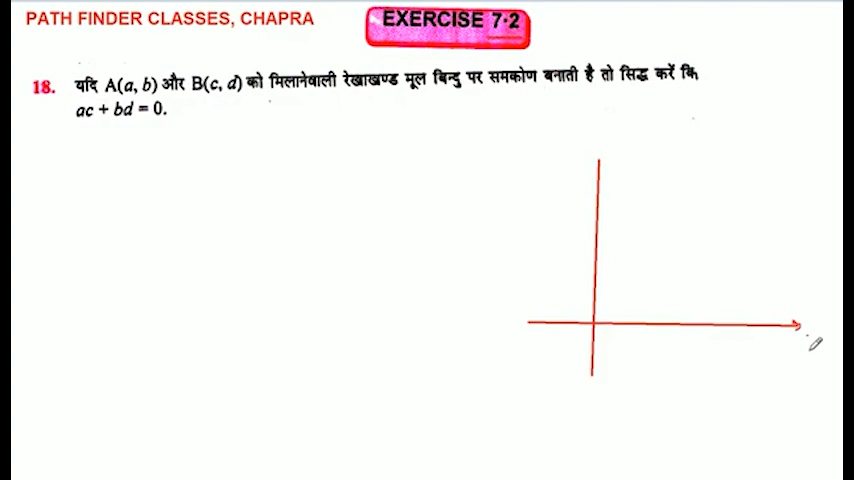 PATH FINDER CLASSES, CHAPRA
EXERCISE 7·2
18. यदि A(a, b) और B(c, d) को मिलानेवाली रेखाखण्ड मूल बिन्दु पर समकोण बनाती है तो सिद्ध करें कि
ac + bd = 0.